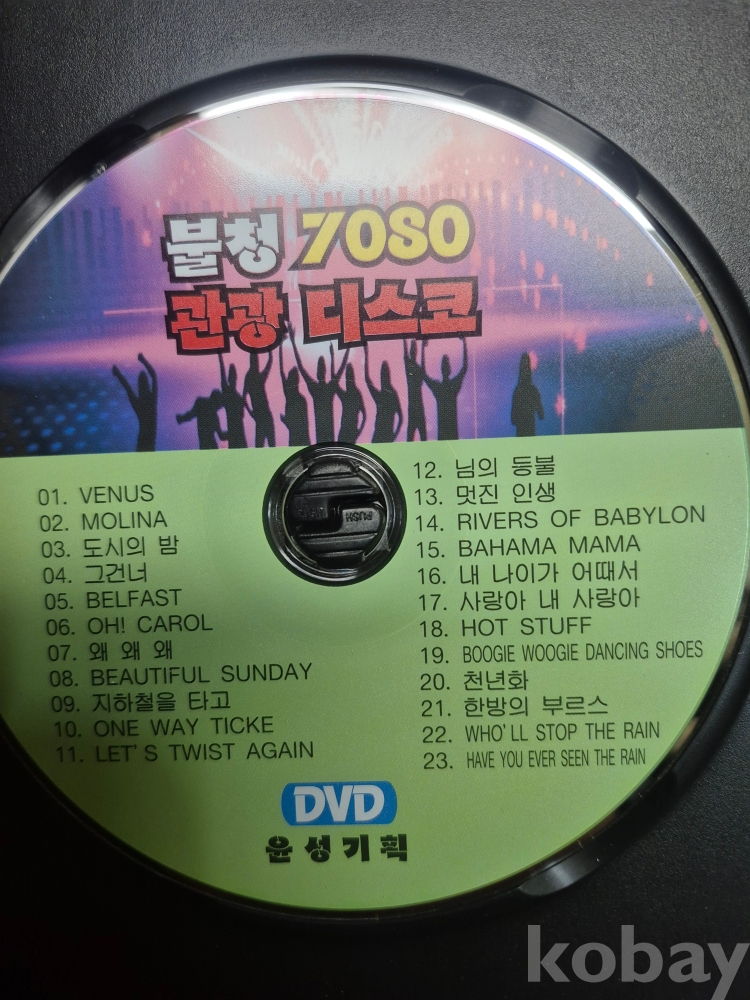 불청 7080
관광 디스코
01. VENUS
02. MOLINA
03. 도시의 밤
04. 그건너
05. BELFAST
06. OH! CAROL
07. 왜 왜 왜
08. BEAUTIFUL SUNDAY
09. 지하철을 타고
10. ONE WAY TICKE
11. LET'S TWIST AGAIN
12. 님의 등불
13. 멋진 인생
14. RIVERS OF BABYLON
15. BAHAMA MAMA
16. 내 나이가 어때서
17. 사랑아 내 사랑아
18. HOT STUFF
19. BOOGIE WOOGIE DANCING SHOES
20. 천년화
21. 한방의 부르스
22. WHO'LL STOP THE RAIN
23. HAVE YOU EVER SEEN THE RAIN
PUSH
DVD
윤성기획
kobay